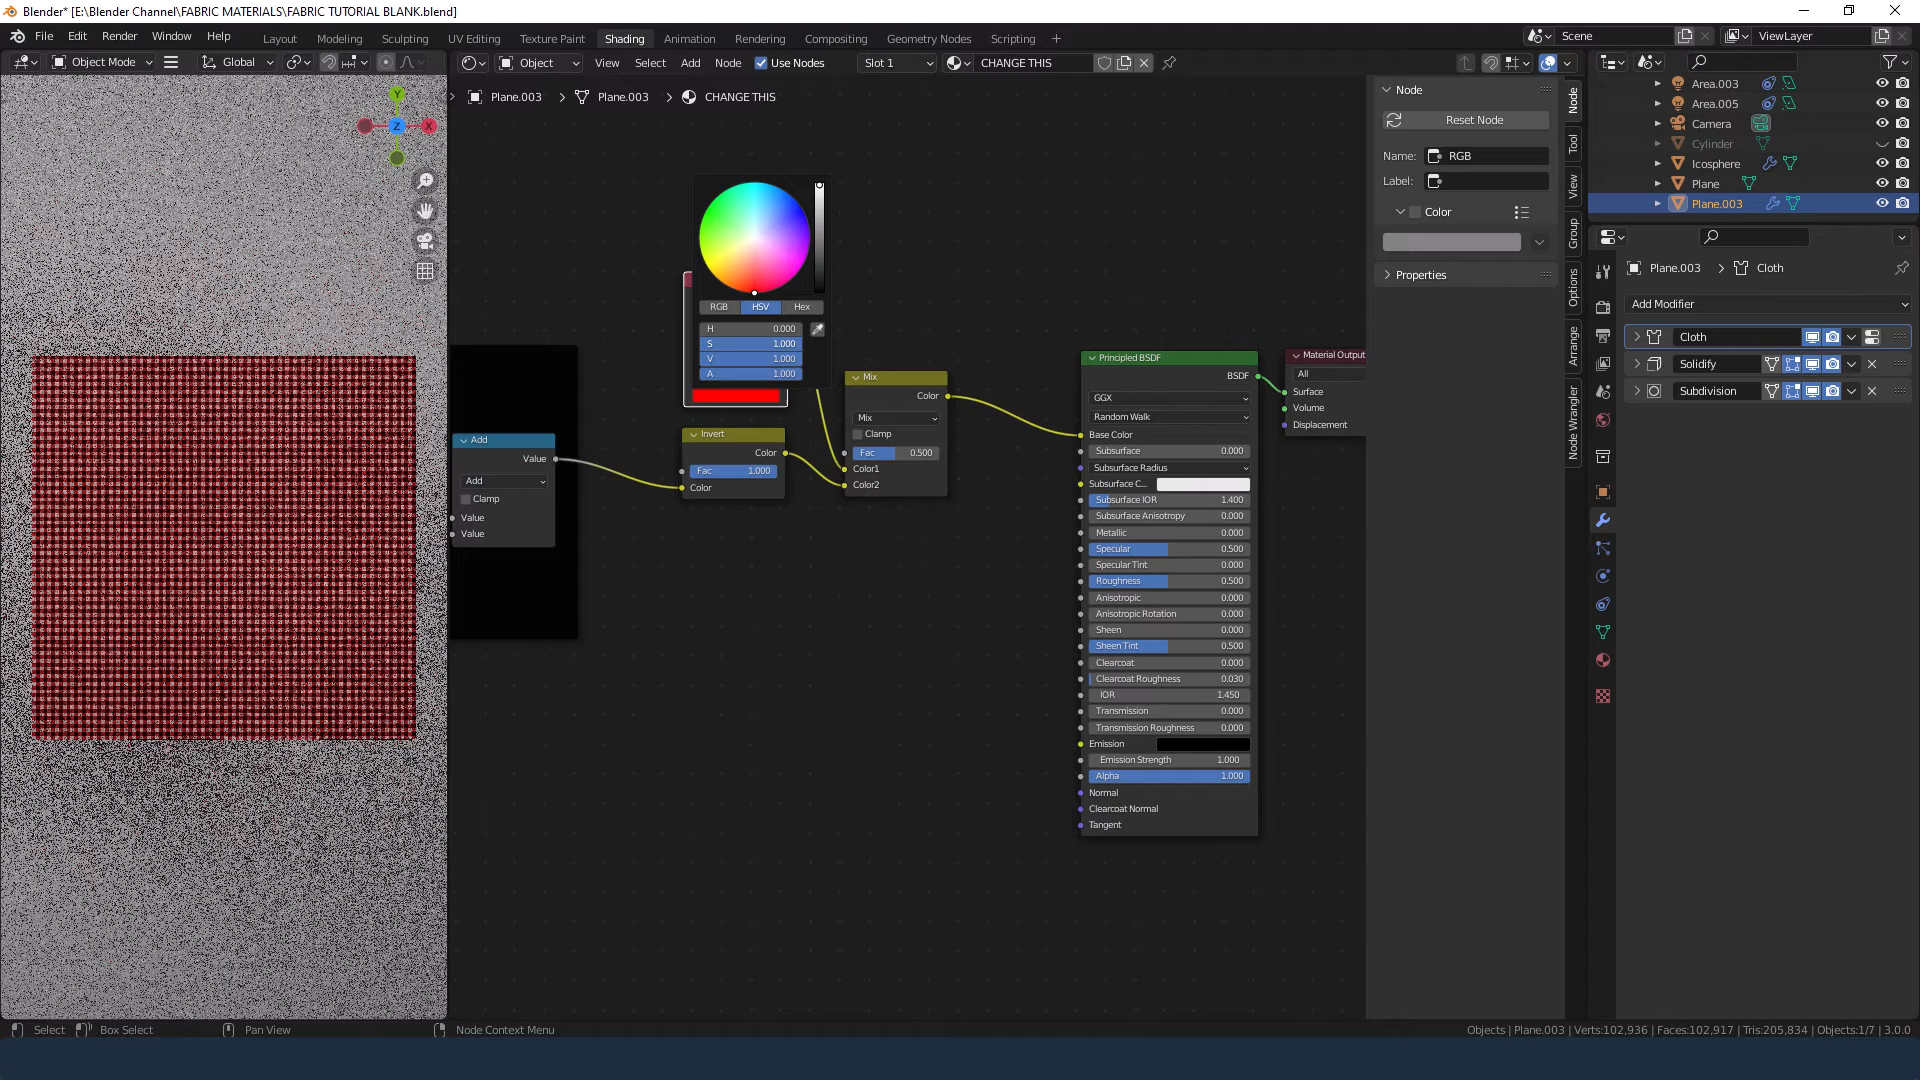 Blender* [E:\Blender Channel\FABRIC MATERIALS\FABRIC TUTORIAL BLANK.blend]
File Edit Render Window Help Layout Modeling Sculpting UV Editing Texture Paint Shading Animation Rendering Compositing Geometry Nodes Scripting + Scene ViewLayer
Object Mode Global Object View Select Add Node Use Nodes Slot 1 CHANGE THIS
Plane.003 > Plane.003 > CHANGE THIS
Y
Z X
RGB HSV Hex
H 0.000
S 1.000
V 1.000
A 1.000
Add
Value
Add
Clamp
Value
Value
Invert
Color
Fac 1.000
Color
Mix
Color
Mix
Clamp
Fac 0.500
Color1
Color2
Principled BSDF
BSDF
GGX
Random Walk
Base Color
Subsurface 0.000
Subsurface Radius
Subsurface C...
Subsurface IOR 1.400
Subsurface Anisotropy 0.000
Metallic 0.000
Specular 0.500
Specular Tint 0.000
Roughness 0.500
Anisotropic 0.000
Anisotropic Rotation 0.000
Sheen 0.000
Sheen Tint 0.500
Clearcoat 0.000
Clearcoat Roughness 0.030
IOR 1.450
Transmission 0.000
Transmission Roughness 0.000
Emission
Emission Strength 1.000
Alpha 1.000
Normal
Clearcoat Normal
Tangent
Material Output
All
Surface
Volume
Displacement
Node
Reset Node
Name: RGB
Label:
Color
Properties
Node
Tool
View
Group
Options
Arrange
Node Wrangler
Area.003
Area.005
Camera
Cylinder
Icosphere
Plane
Plane.003
Plane.003 > Cloth
Add Modifier
Cloth
Solidify
Subdivision
Select Box Select Pan View Node Context Menu Objects | Plane.003 | Verts:102,936 | Faces:102,917 | Tris:205,834 | Objects:1/7 | 3.0.0